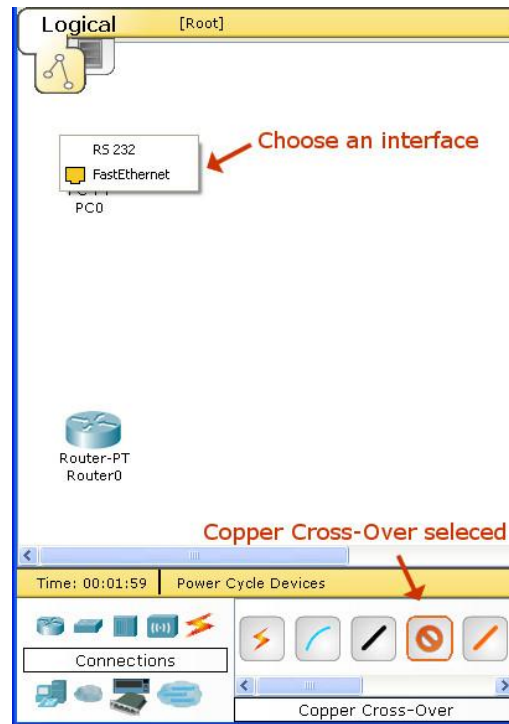 Logical [Root]
Choose an interface
RS 232
FastEthernet
PC0
Router-PT
Router0
Copper Cross-Over seleced
Time: 00:01:59 Power Cycle Devices
Connections
Copper Cross-Over